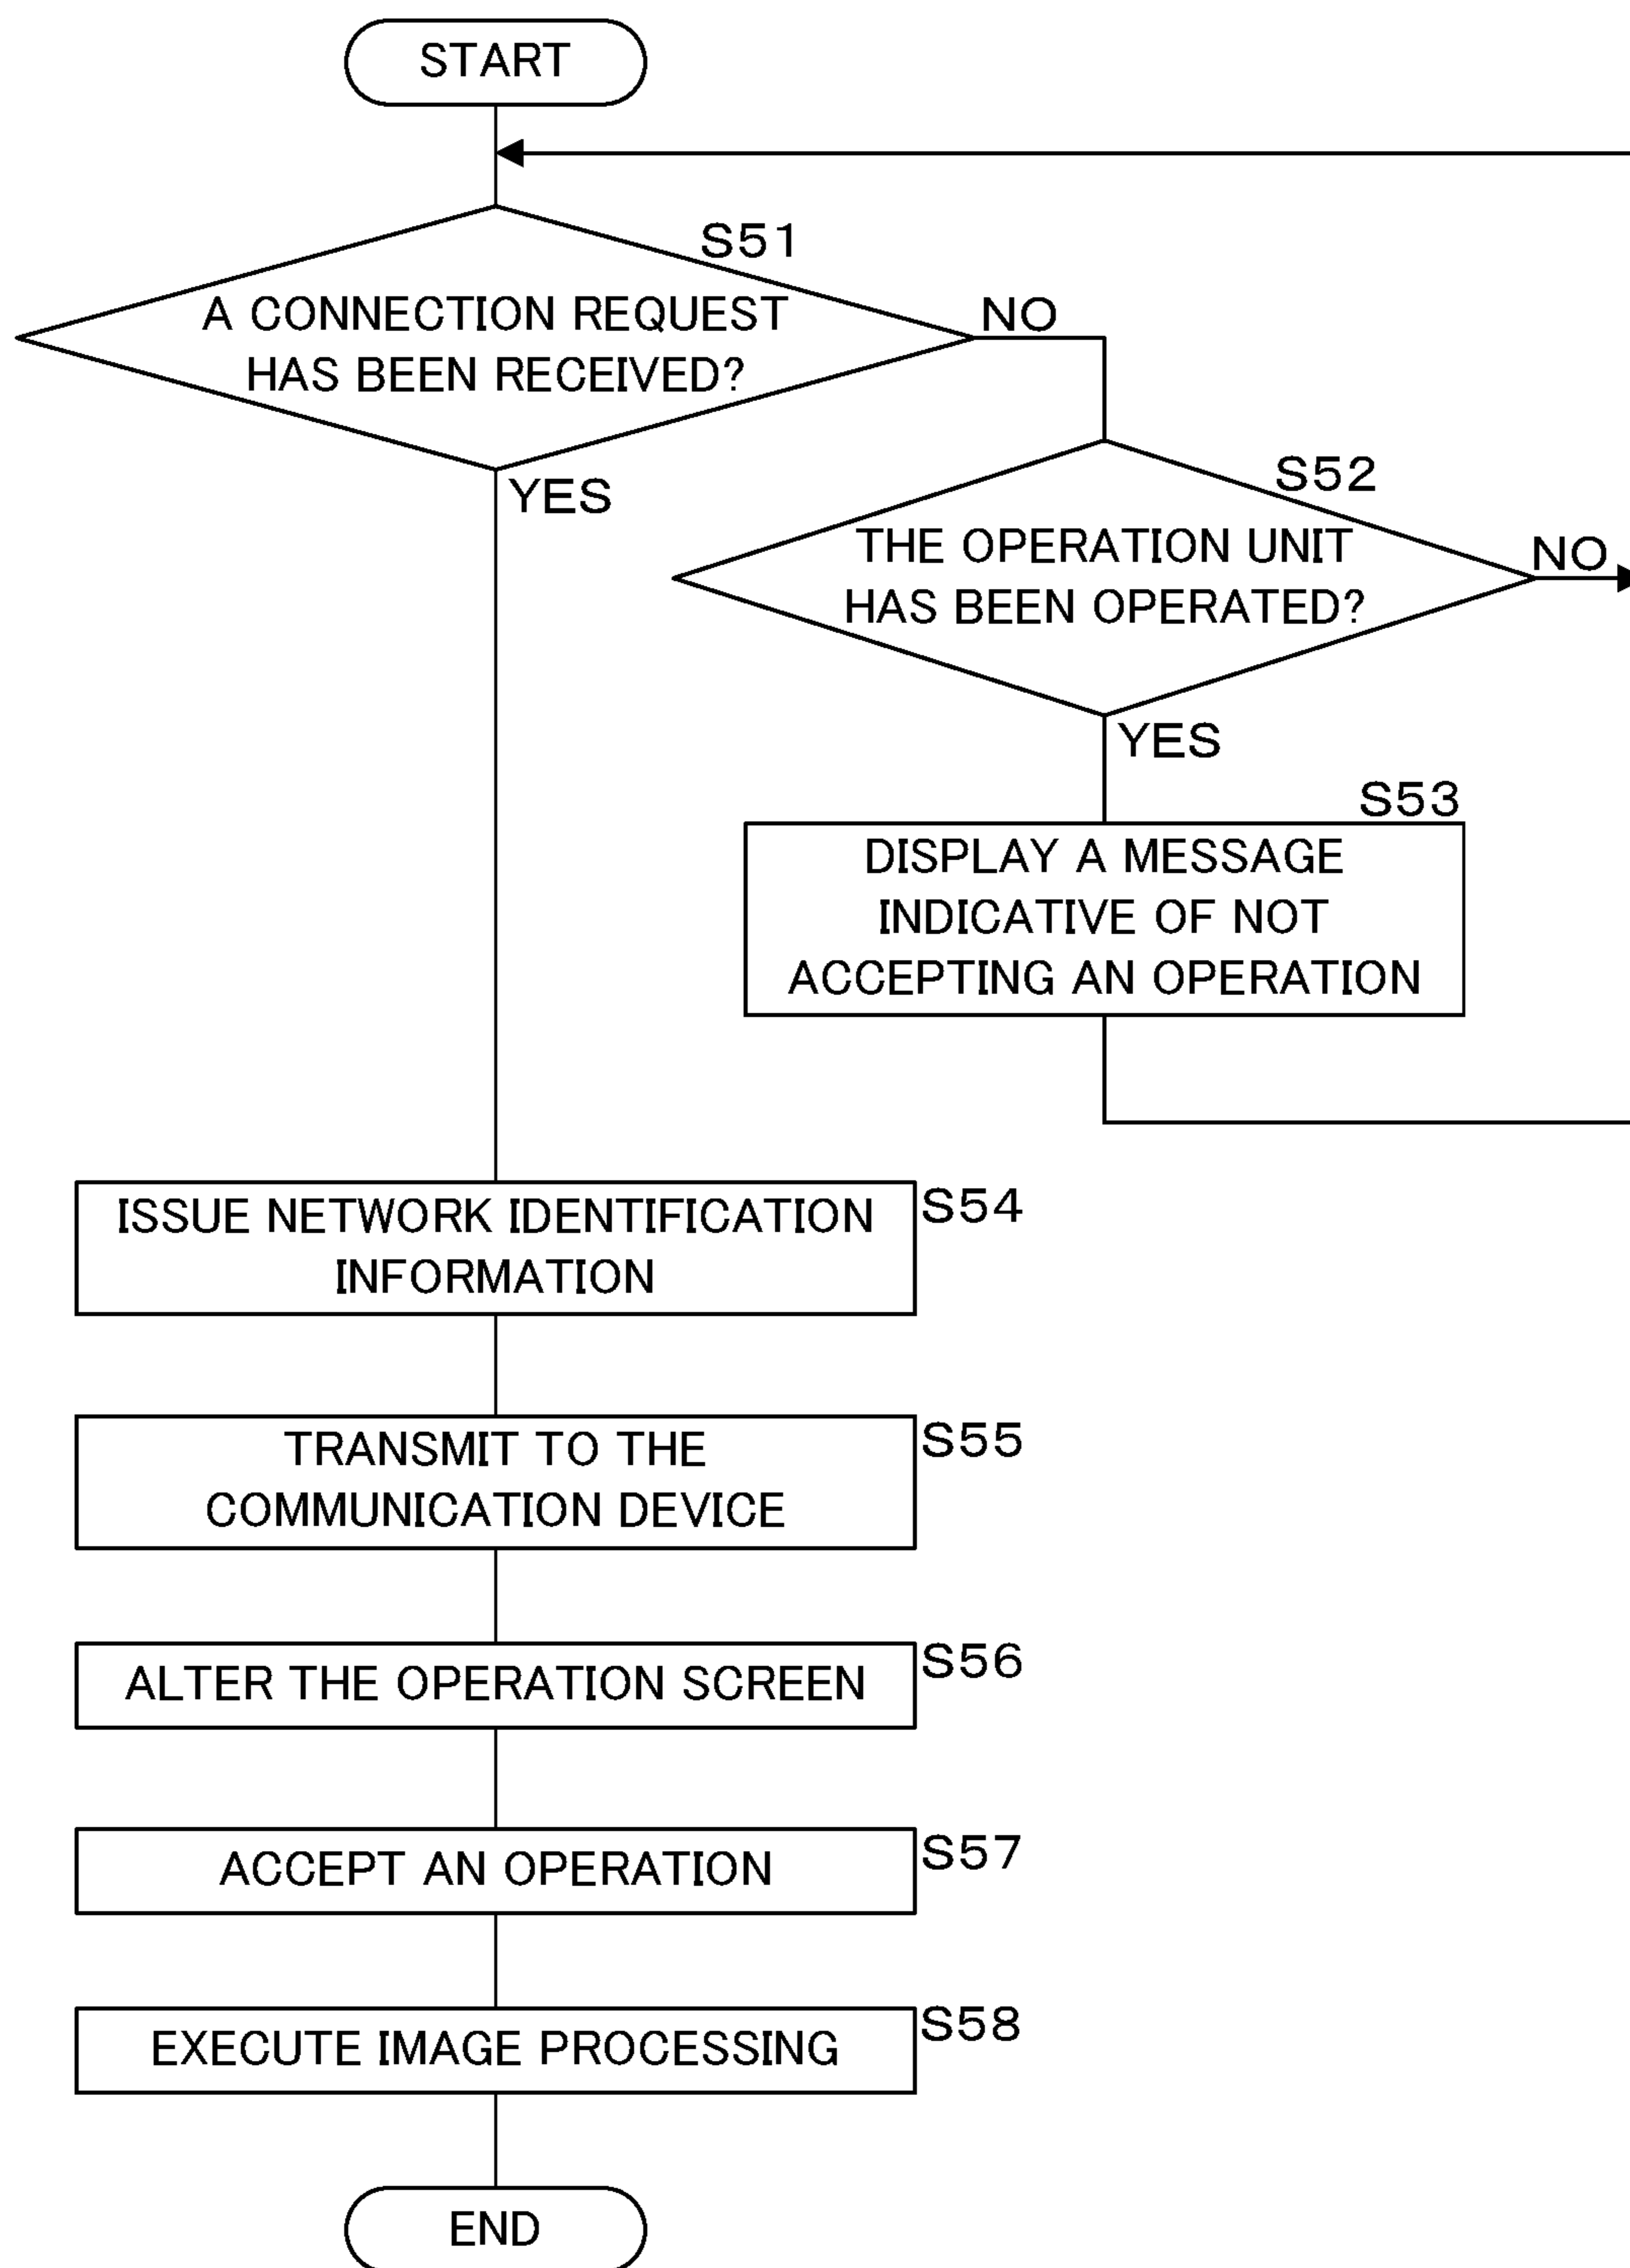 START
S51
A CONNECTION REQUEST
HAS BEEN RECEIVED?
NO
YES
S52
THE OPERATION UNIT
HAS BEEN OPERATED?
NO
YES
S53
DISPLAY A MESSAGE
INDICATIVE OF NOT
ACCEPTING AN OPERATION
ISSUE NETWORK IDENTIFICATION
INFORMATION
S54
TRANSMIT TO THE
COMMUNICATION DEVICE
S55
ALTER THE OPERATION SCREEN
S56
ACCEPT AN OPERATION
S57
EXECUTE IMAGE PROCESSING
S58
END